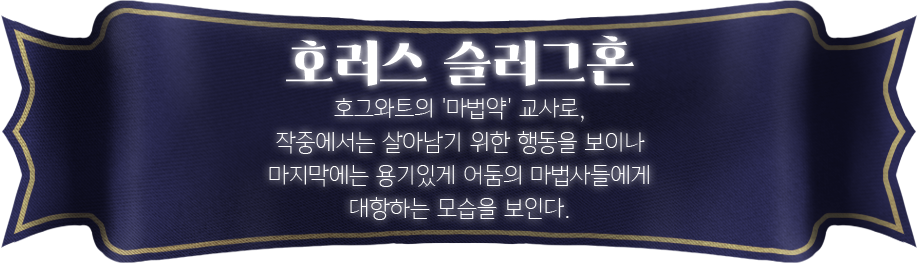 호러스 슬러그혼
호그와트의 '마법약' 교사로,
작중에서는 살아남기 위한 행동을 보이나
마지막에는 용기있게 어둠의 마법사들에게
대항하는 모습을 보인다.